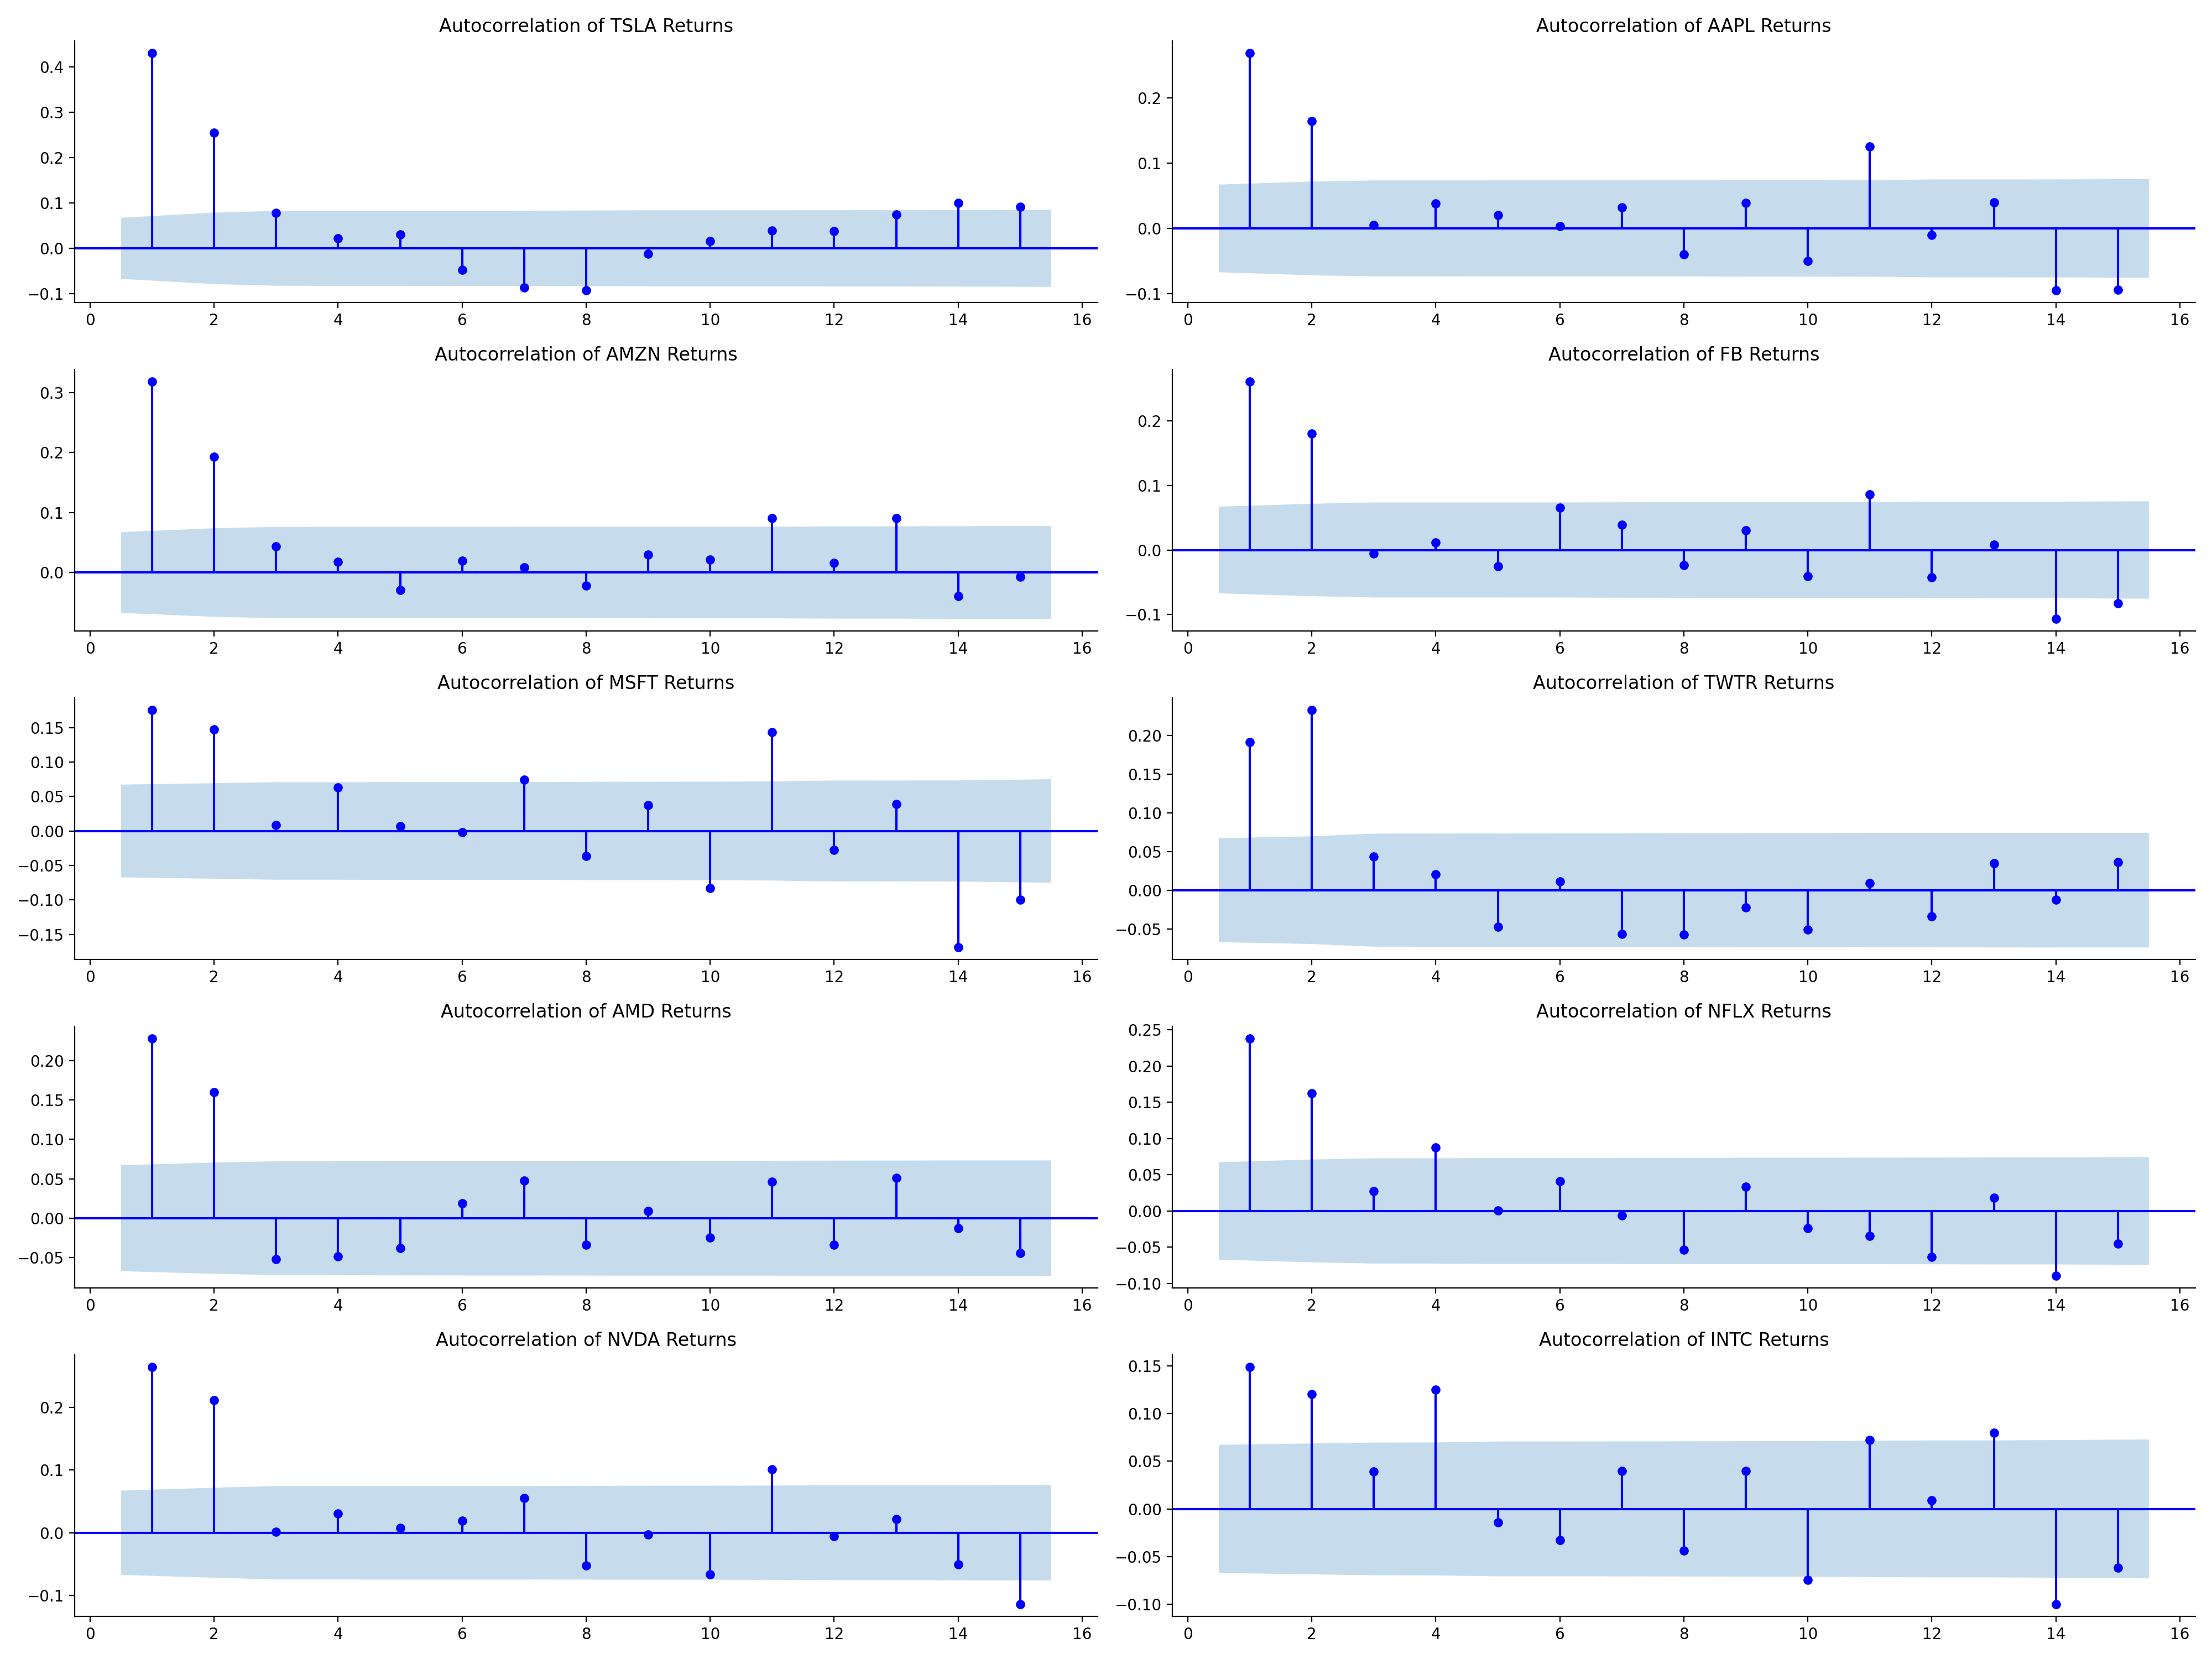 Autocorrelation of TSLA Returns
0.4
0.3
0.2
0.1
0.0
−0.1
0 2 4 6 8 10 12 14 16
Autocorrelation of AAPL Returns
0.2
0.1
0.0
−0.1
0 2 4 6 8 10 12 14 16
Autocorrelation of AMZN Returns
0.3
0.2
0.1
0.0
0 2 4 6 8 10 12 14 16
Autocorrelation of FB Returns
0.2
0.1
0.0
−0.1
0 2 4 6 8 10 12 14 16
Autocorrelation of MSFT Returns
0.15
0.10
0.05
0.00
−0.05
−0.10
−0.15
0 2 4 6 8 10 12 14 16
Autocorrelation of TWTR Returns
0.20
0.15
0.10
0.05
0.00
−0.05
0 2 4 6 8 10 12 14 16
Autocorrelation of AMD Returns
0.20
0.15
0.10
0.05
0.00
−0.05
0 2 4 6 8 10 12 14 16
Autocorrelation of NFLX Returns
0.25
0.20
0.15
0.10
0.05
0.00
−0.05
−0.10
0 2 4 6 8 10 12 14 16
Autocorrelation of NVDA Returns
0.2
0.1
0.0
−0.1
0 2 4 6 8 10 12 14 16
Autocorrelation of INTC Returns
0.15
0.10
0.05
0.00
−0.05
−0.10
0 2 4 6 8 10 12 14 16